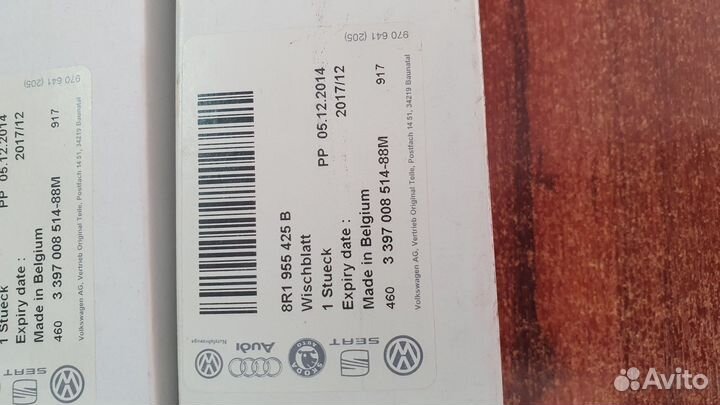 970 641 (205)
PP 05.12.2014
2017/12
917
1 Stueck
Expiry date :
Made in Belgium
460 3 397 008 514-88M
Volkswagen AG, Vertrieb Original Teile, Postfach 14 51, 34219 Baunatal
SEAT
970 641 (205)
8R1 955 425 B
Wischblatt
1 Stueck PP 05.12.2014
Expiry date : 2017/12
Made in Belgium 917
460 3 397 008 514-88M
Volkswagen AG, Vertrieb Original Teile, Postfach 14 51, 34219 Baunatal
Nutzfahrzeuge
Audi
SKODA
AUTO
SEAT
Avito